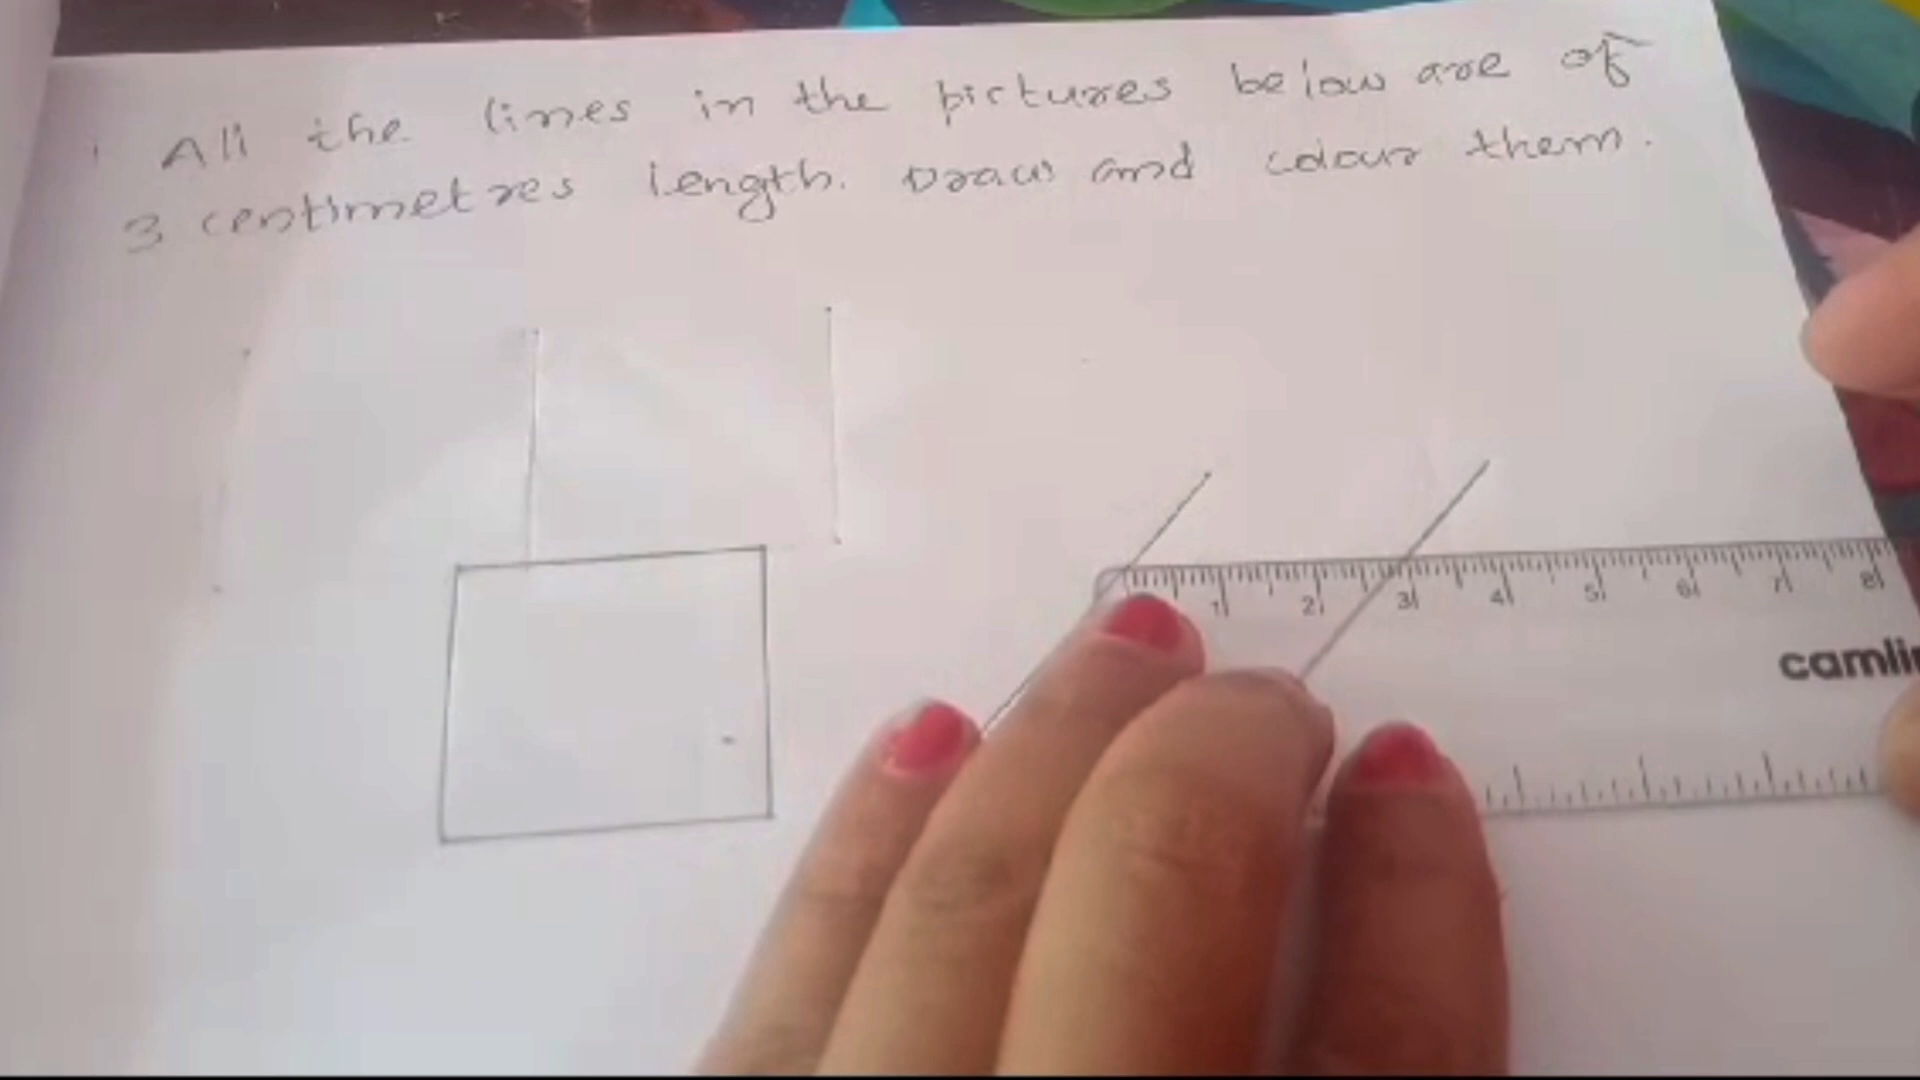 All the lines in the pictures below are of
3 centimetres length. Draw and colour them.
1 2 3 4 5 6 7 8
camlin